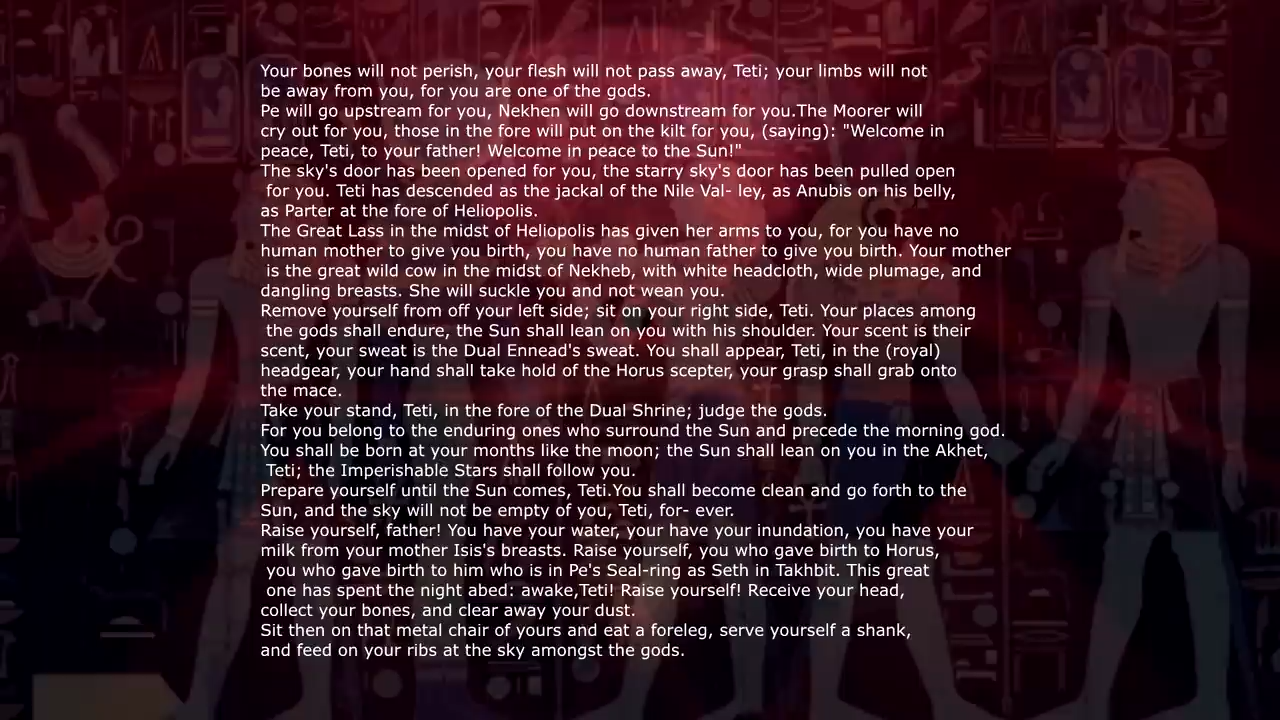 Your bones will not perish, your flesh will not pass away, Teti; your limbs will not
be away from you, for you are one of the gods.
Pe will go upstream for you, Nekhen will go downstream for you.The Moorer will
cry out for you, those in the fore will put on the kilt for you, (saying): "Welcome in
peace, Teti, to your father! Welcome in peace to the Sun!"
The sky's door has been opened for you, the starry sky's door has been pulled open
for you. Teti has descended as the jackal of the Nile Val- ley, as Anubis on his belly,
as Parter at the fore of Heliopolis.
The Great Lass in the midst of Heliopolis has given her arms to you, for you have no
human mother to give you birth, you have no human father to give you birth. Your mother
is the great wild cow in the midst of Nekheb, with white headcloth, wide plumage, and
dangling breasts. She will suckle you and not wean you.
Remove yourself from off your left side; sit on your right side, Teti. Your places among
the gods shall endure, the Sun shall lean on you with his shoulder. Your scent is their
scent, your sweat is the Dual Ennead's sweat. You shall appear, Teti, in the (royal)
headgear, your hand shall take hold of the Horus scepter, your grasp shall grab onto
the mace.
Take your stand, Teti, in the fore of the Dual Shrine; judge the gods.
For you belong to the enduring ones who surround the Sun and precede the morning god.
You shall be born at your months like the moon; the Sun shall lean on you in the Akhet,
Teti; the Imperishable Stars shall follow you.
Prepare yourself until the Sun comes, Teti.You shall become clean and go forth to the
Sun, and the sky will not be empty of you, Teti, for- ever.
Raise yourself, father! You have your water, your have your inundation, you have your
milk from your mother Isis's breasts. Raise yourself, you who gave birth to Horus,
you who gave birth to him who is in Pe's Seal-ring as Seth in Takhbit. This great
one has spent the night abed: awake,Teti! Raise yourself! Receive your head,
collect your bones, and clear away your dust.
Sit then on that metal chair of yours and eat a foreleg, serve yourself a shank,
and feed on your ribs at the sky amongst the gods.